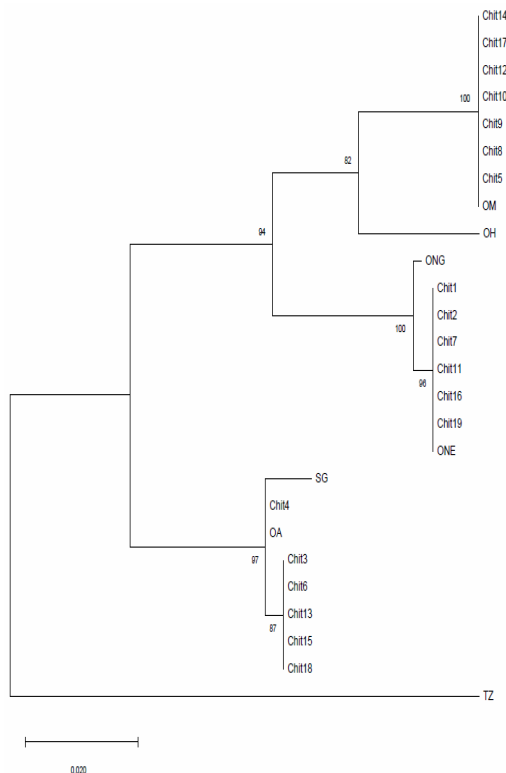 Chit14
Chit17
Chit12
Chit10
100
Chit9
Chit8
82
Chit5
OM
94
OH
ONG
Chit1
Chit2
100
Chit7
Chit11
96
Chit16
Chit19
ONE
SG
Chit4
OA
97
Chit3
Chit6
Chit13
87
Chit15
Chit18
TZ
0.020